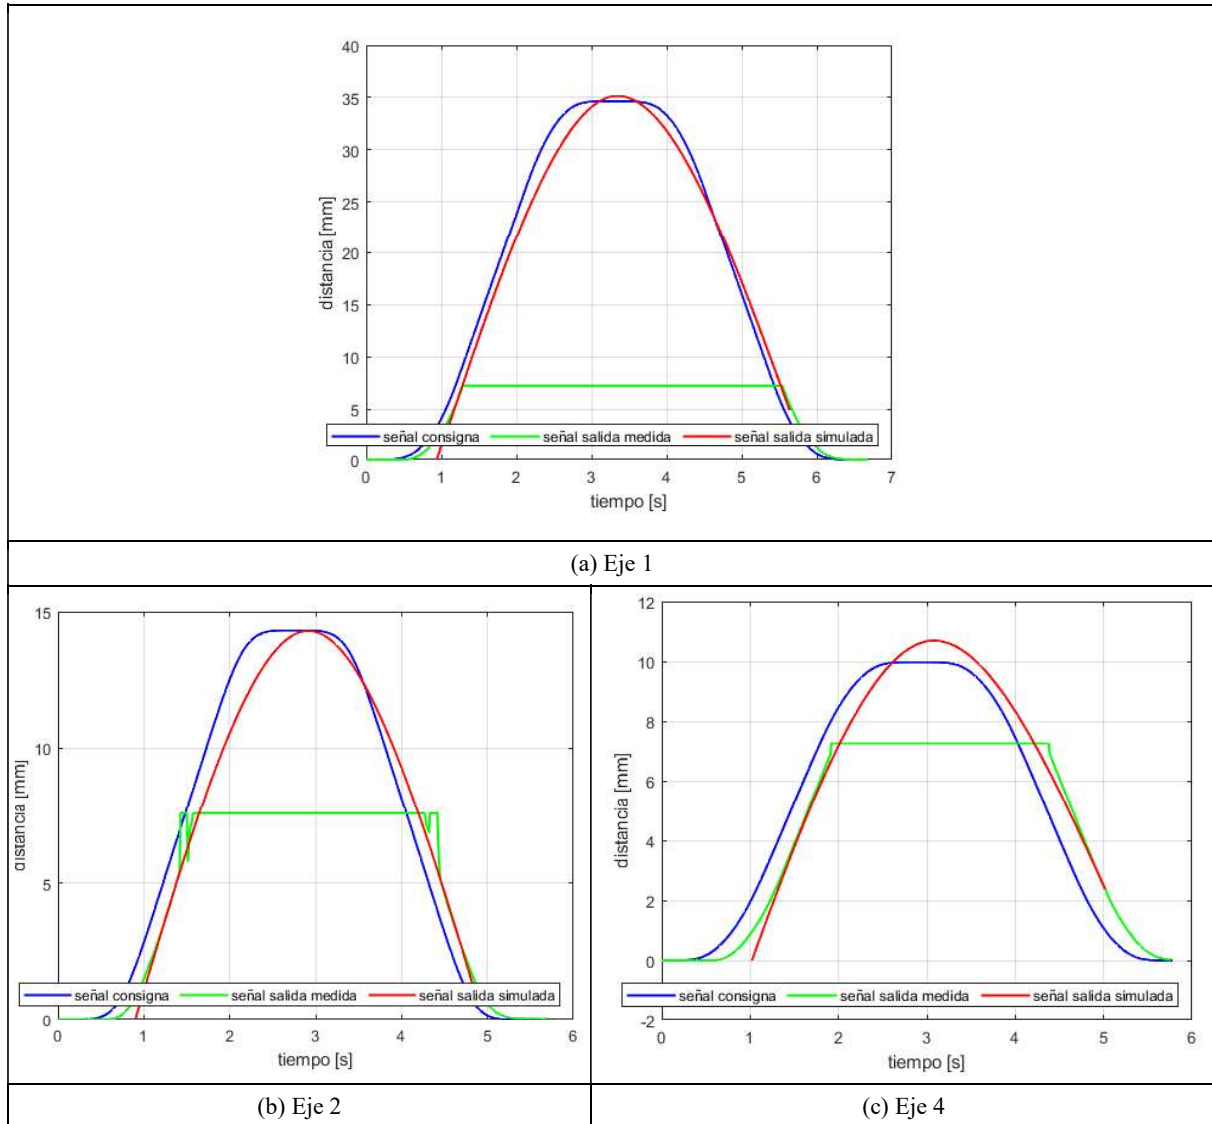 40
35
30
25
20
15
10
5
0
distancia [mm]
señal consigna señal salida medida señal salida simulada
0 1 2 3 4 5 6 7
tiempo [s]
(a) Eje 1
15
10
5
0
distancia [mm]
señal consigna señal salida medida señal salida simulada
0 1 2 3 4 5 6
tiempo [s]
(b) Eje 2
12
10
8
6
4
2
0
-2
distancia [mm]
señal consigna señal salida medida señal salida simulada
0 1 2 3 4 5 6
tiempo [s]
(c) Eje 4